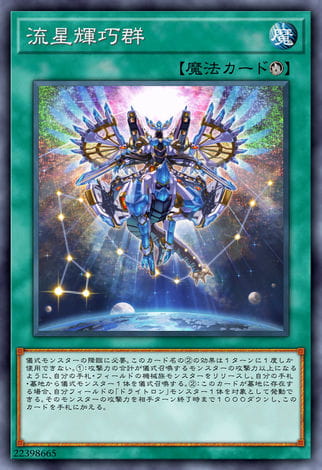 流星輝巧群
魔
【魔法カード】
儀式モンスターの降臨に必要。このカード名の②の効果は1ターンに1度しか
使用できない。①:攻撃力の合計が儀式召喚するモンスターの攻撃力以上になる
ように、自分の手札・フィールドの機械族モンスターをリリースし、自分の手札
・墓地から儀式モンスター1体を儀式召喚する。②:このカードが墓地に存在する
場合、自分フィールドの「ドライトロン」モンスター1体を対象として発動で
きる。そのモンスターの攻撃力を相手ターン終了時まで1000ダウンし、この
カードを手札に加える。
22398665